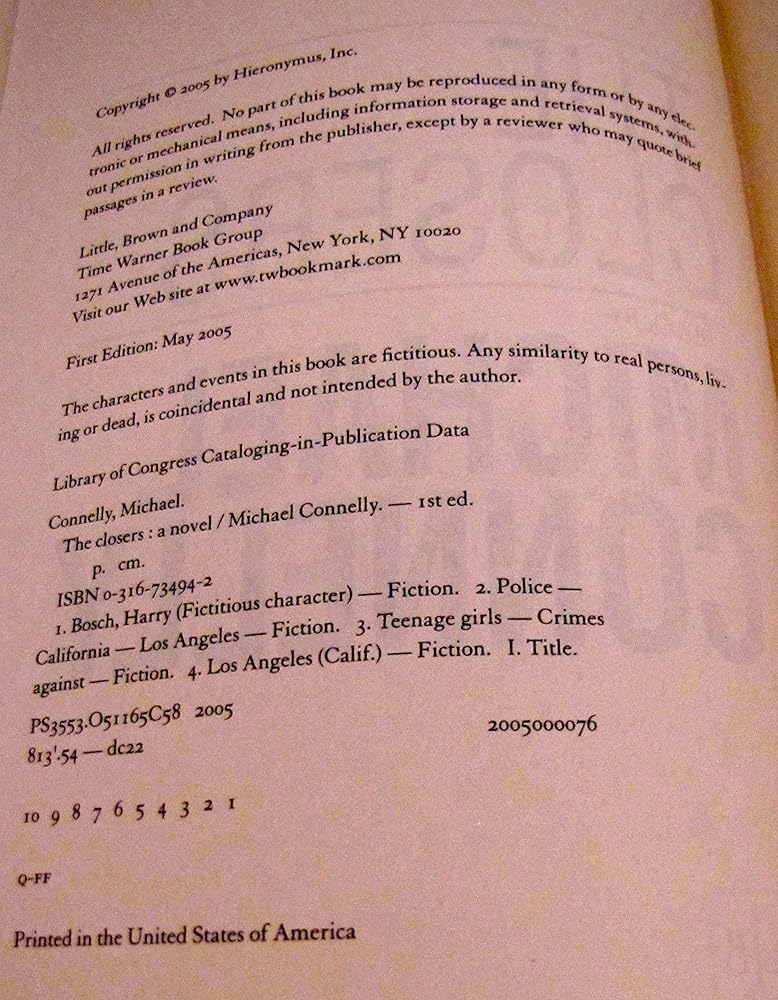 Copyright © 2005 by Hieronymus, Inc.
All rights reserved. No part of this book may be reproduced in any form or by any elec-
tronic or mechanical means, including information storage and retrieval systems, with-
out permission in writing from the publisher, except by a reviewer who may quote brief
passages in a review.
Little, Brown and Company
Time Warner Book Group
1271 Avenue of the Americas, New York, NY 10020
Visit our Web site at www.twbookmark.com
First Edition: May 2005
The characters and events in this book are fictitious. Any similarity to real persons, liv-
ing or dead, is coincidental and not intended by the author.
Library of Congress Cataloging-in-Publication Data
Connelly, Michael.
The closers : a novel / Michael Connelly. — 1st ed.
p. cm.
ISBN 0-316-73494-2
1. Bosch, Harry (Fictitious character) — Fiction. 2. Police —
California — Los Angeles — Fiction. 3. Teenage girls — Crimes
against — Fiction. 4. Los Angeles (Calif.) — Fiction. I. Title.
PS3553.O51165C58 2005
813'.54 — dc22 2005000076
10 9 8 7 6 5 4 3 2 1
Q-FF
Printed in the United States of America